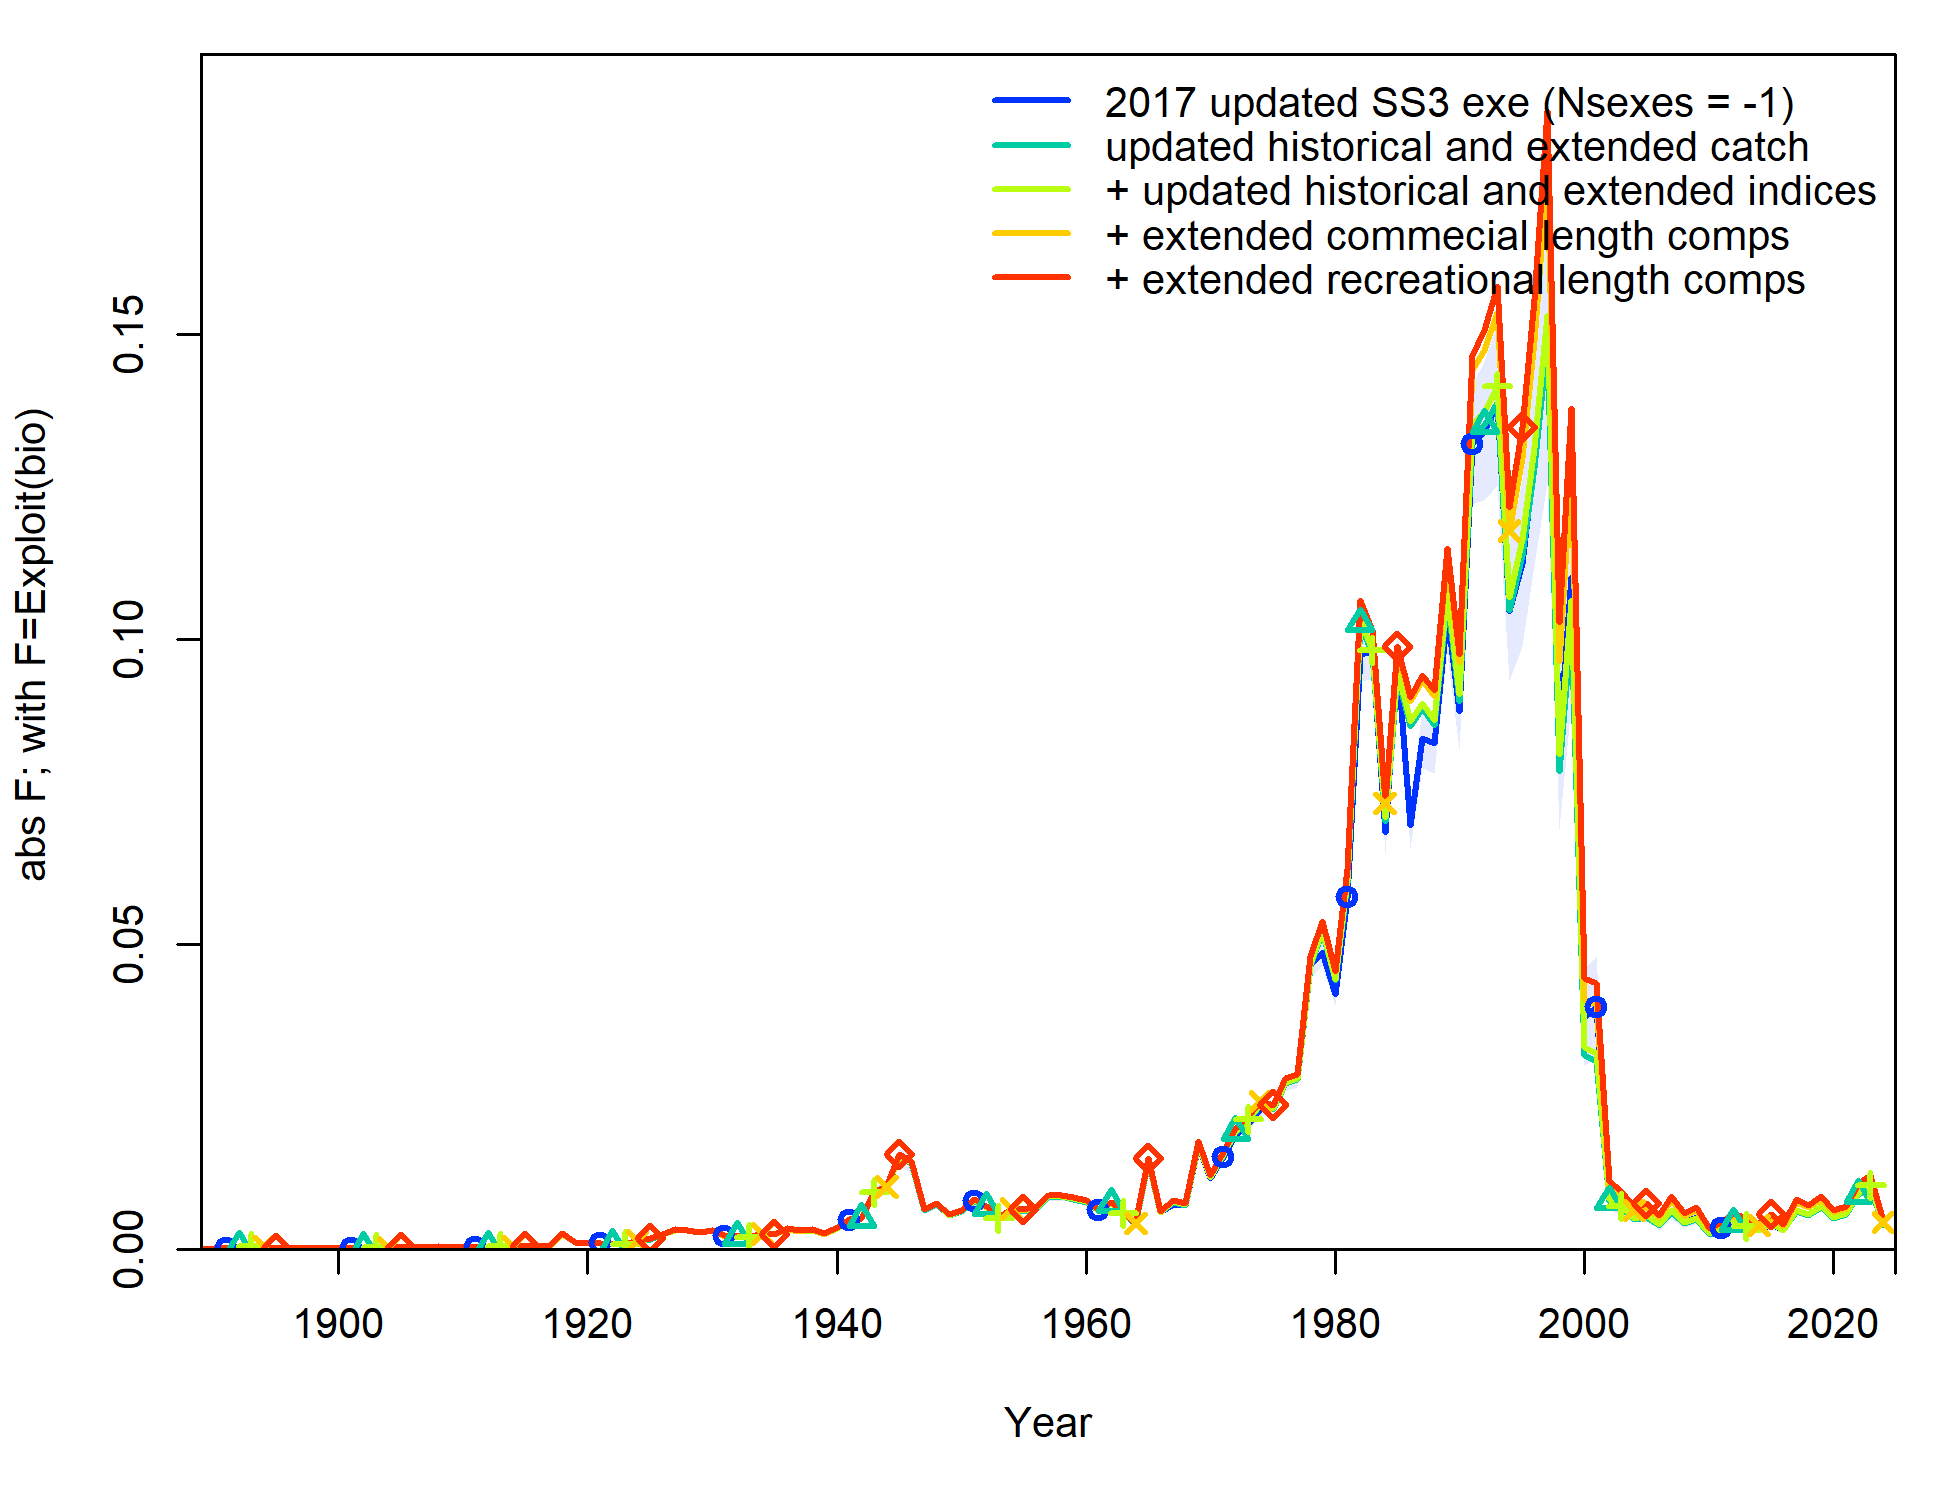 2017 updated SS3 exe (Nsexes = -1)
updated historical and extended catch
+ updated historical and extended indices
+ extended commecial length comps
+ extended recreational length comps
abs F; with F=Exploit(bio)
0.15
0.10
0.05
0.00
1900 1920 1940 1960 1980 2000 2020
Year